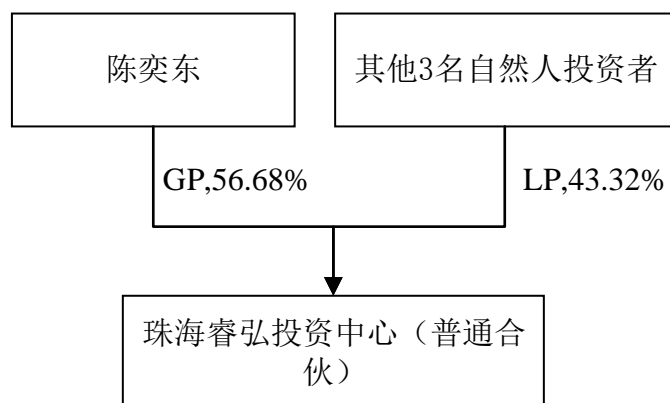 陈奕东
其他3名自然人投资者
GP,56.68%
LP,43.32%
珠海睿弘投资中心（普通合
伙）